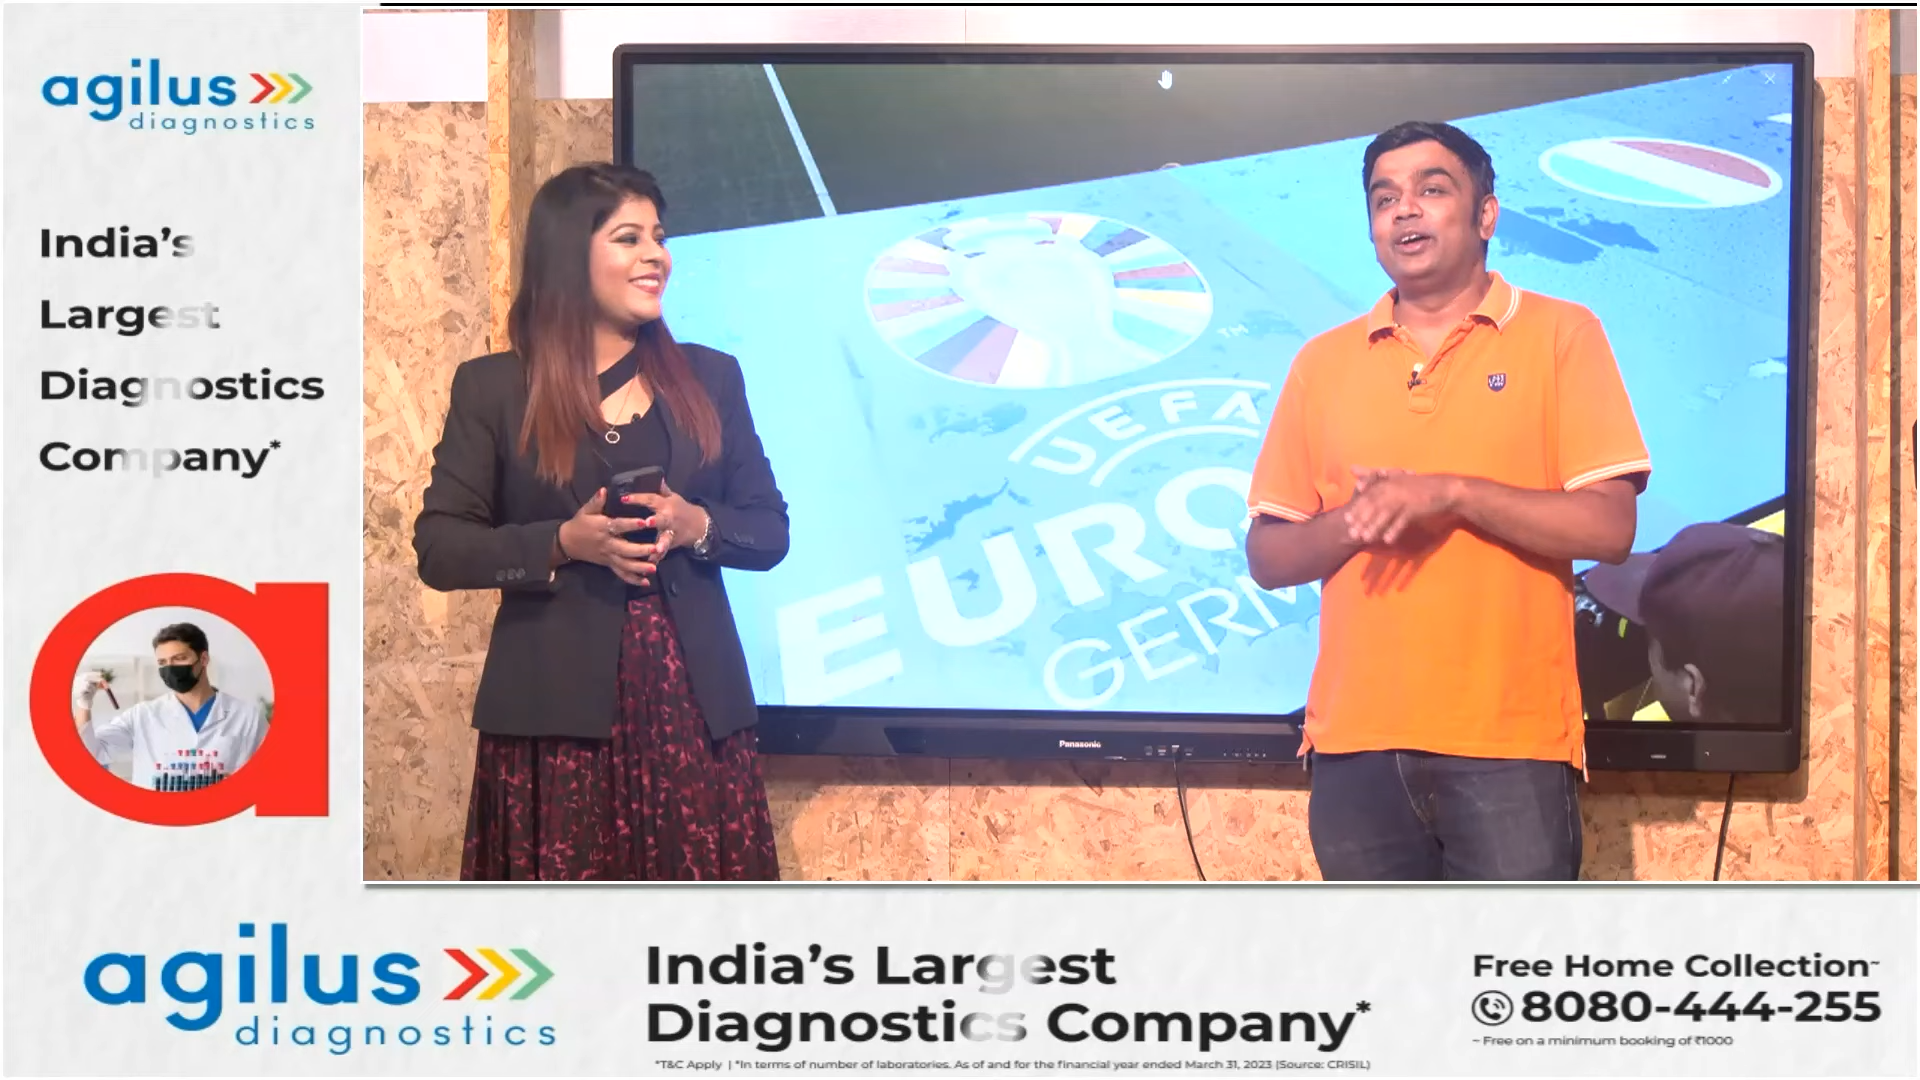 agilus
diagnostics
India's
Largest
Diagnostics
Company*
UEFA
EURO
GERM
Panasonic
agilus
diagnostics
India's Largest
Diagnostics Company*
*T&C Apply | *In terms of number of laboratories. As of and for the financial year ended March 31, 2023 (Source: CRISIL)
Free Home Collection~
8080-444-255
~ Free on a minimum booking of ₹1000